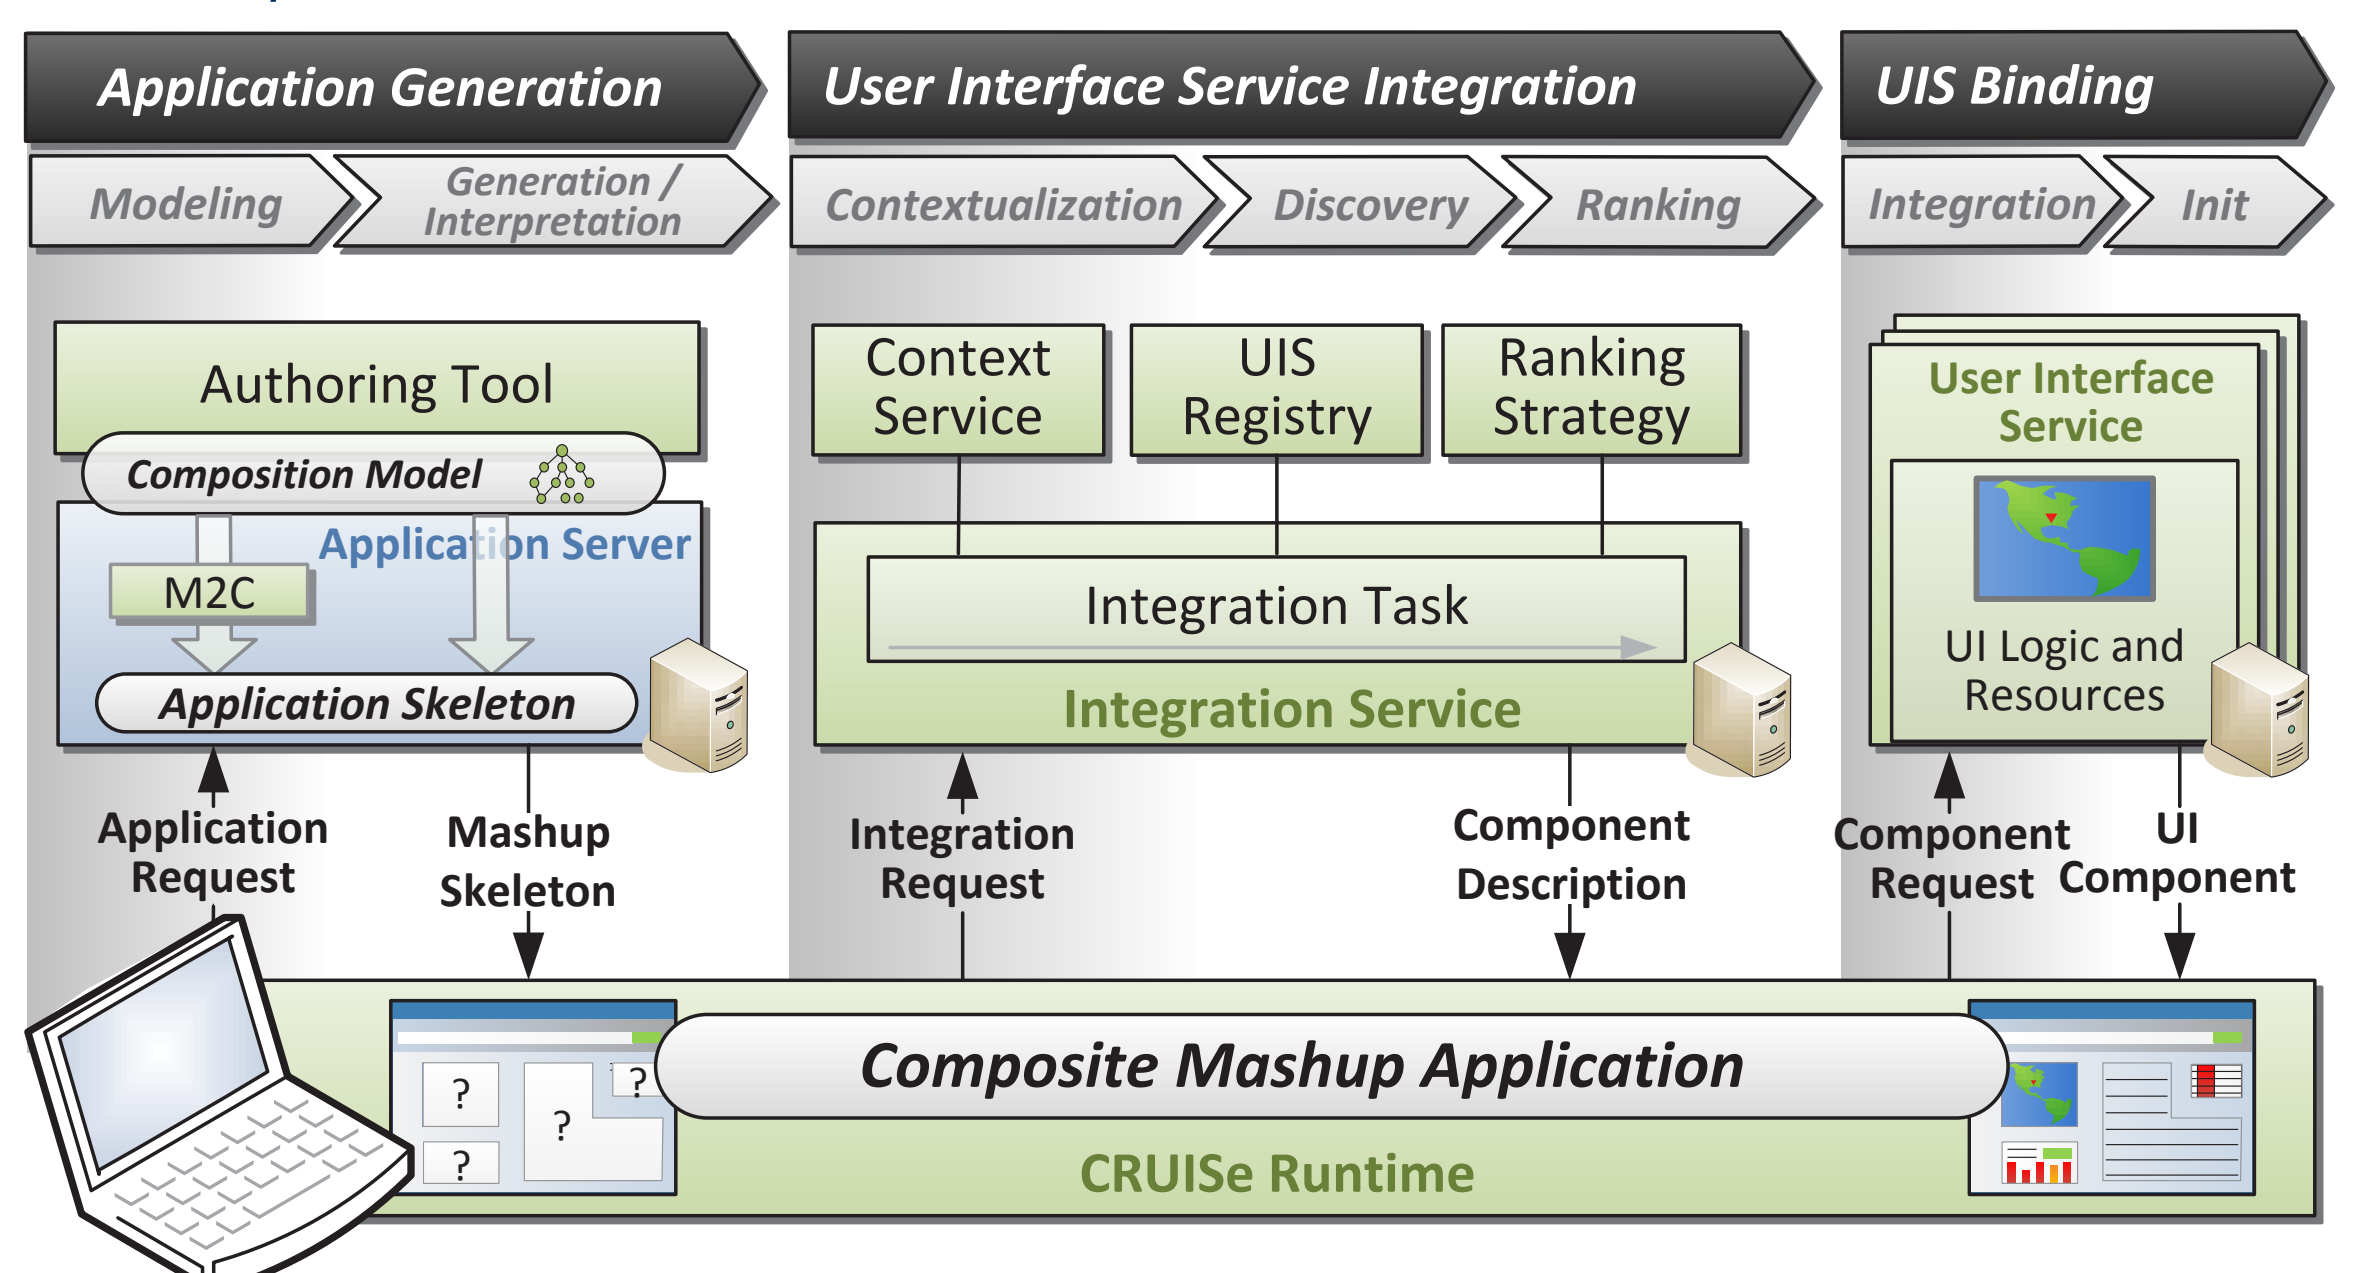 Application Generation
User Interface Service Integration
UIS Binding
Modeling
Generation /
Interpretation
Contextualization
Discovery
Ranking
Integration
Init
Authoring Tool
Composition Model
Application Server
M2C
Application Skeleton
Context
Service
UIS
Registry
Ranking
Strategy
Integration Task
Integration Service
User Interface
Service
UI Logic and
Resources
Application
Request
Mashup
Skeleton
Integration
Request
Component
Description
Component
Request
UI
Component
?
?
?
?
Composite Mashup Application
CRUISe Runtime